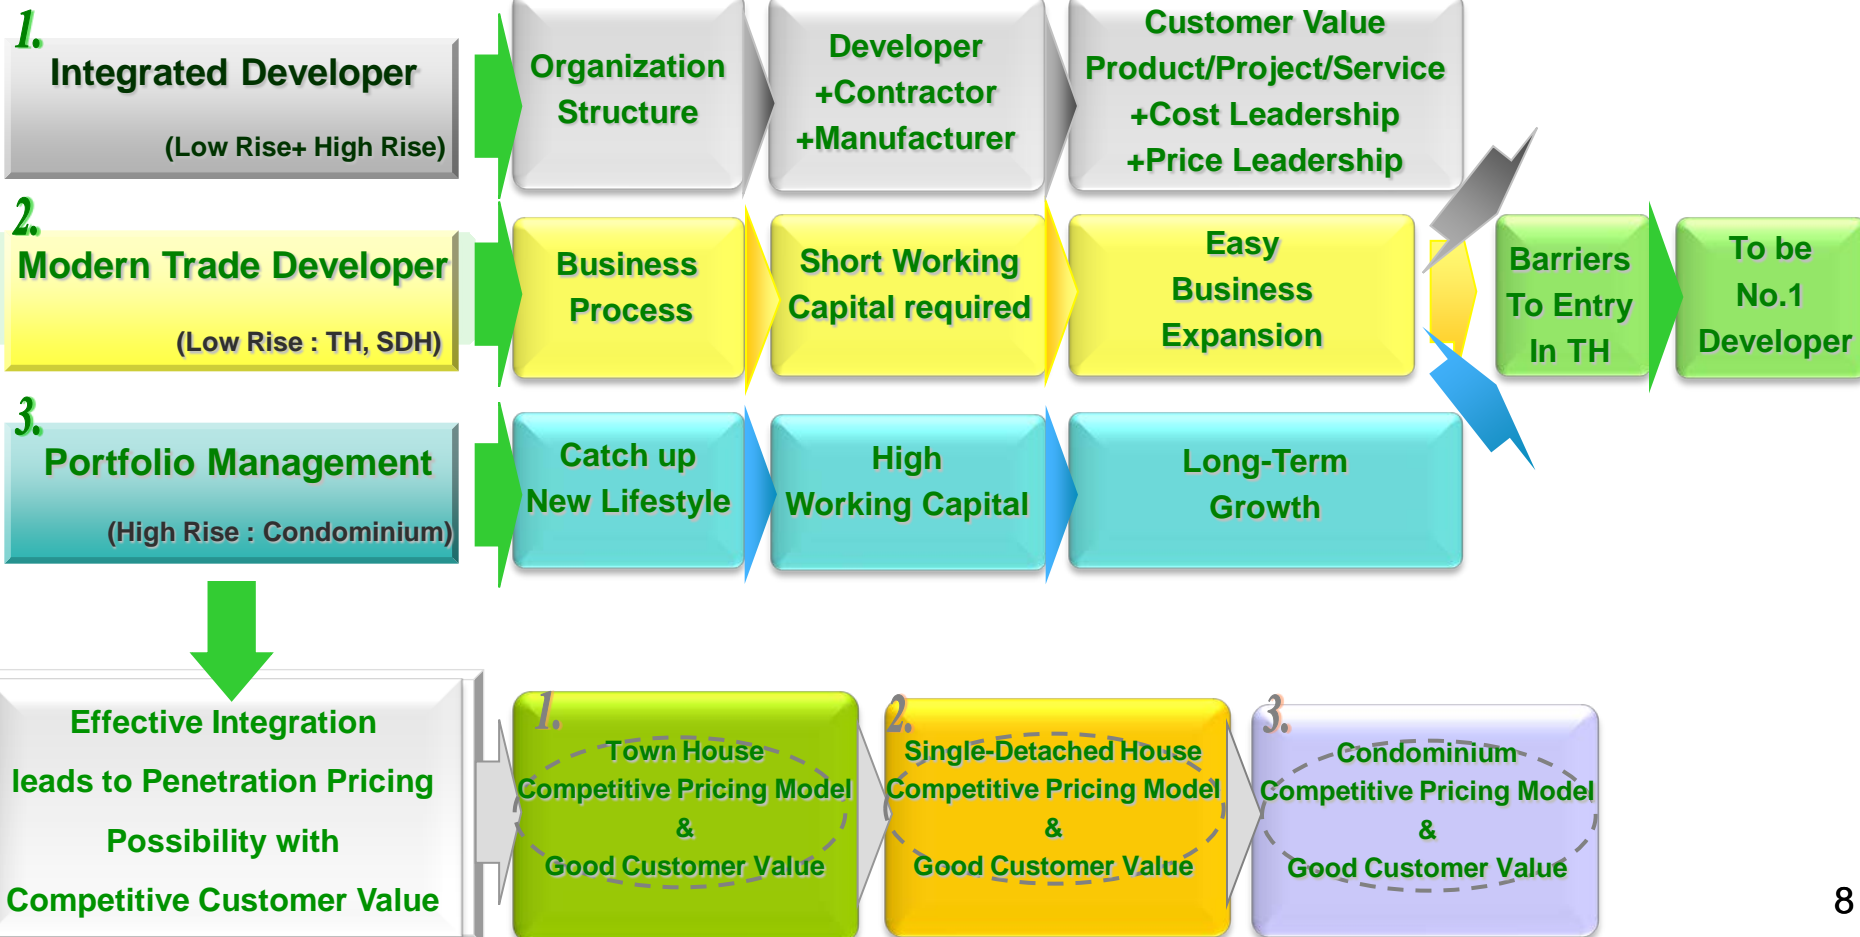 1.
Integrated Developer
(Low Rise+ High Rise)
Organization
Structure
Developer
+Contractor
+Manufacturer
Customer Value
Product/Project/Service
+Cost Leadership
+Price Leadership
2.
Modern Trade Developer
(Low Rise : TH, SDH)
Business
Process
Short Working
Capital required
Easy
Business
Expansion
Barriers
To Entry
In TH
To be
No.1
Developer
3.
Portfolio Management
(High Rise : Condominium)
Catch up
New Lifestyle
High
Working Capital
Long-Term
Growth
Effective Integration
leads to Penetration Pricing
Possibility with
Competitive Customer Value
1.
Town House
Competitive Pricing Model
&
Good Customer Value
2.
Single-Detached House
Competitive Pricing Model
&
Good Customer Value
3.
Condominium
Competitive Pricing Model
&
Good Customer Value
8